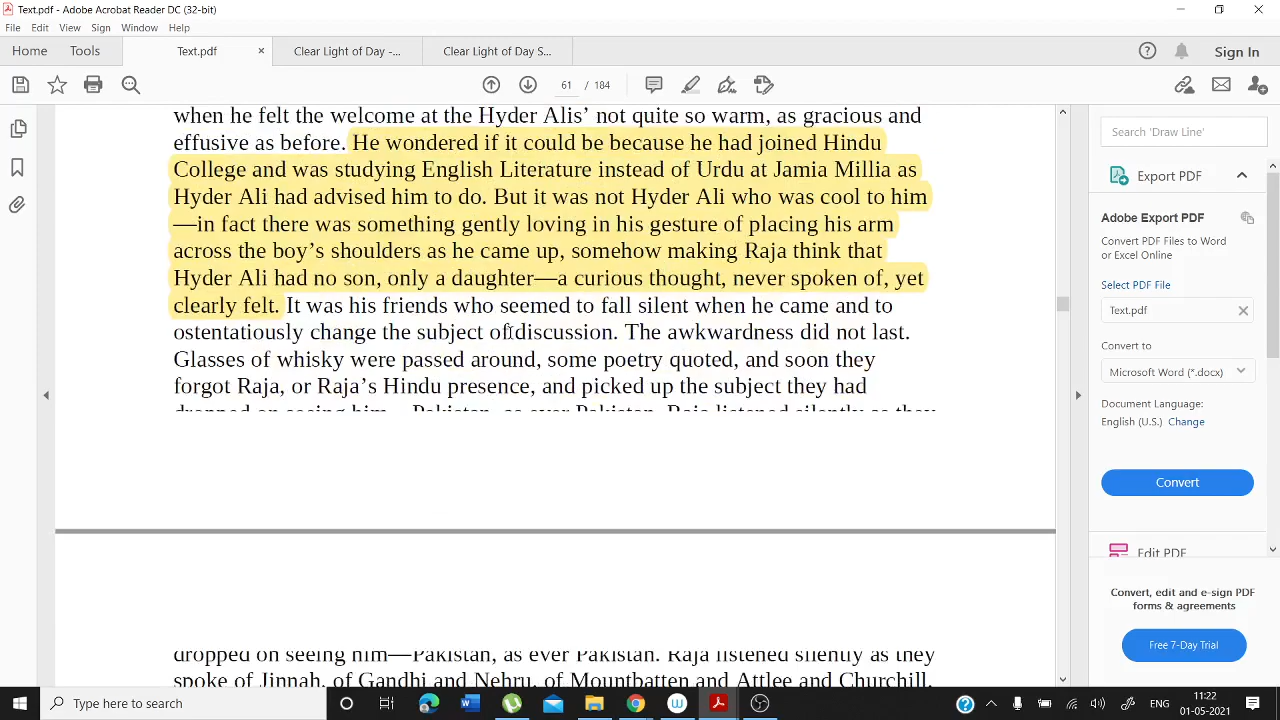 Text.pdf - Adobe Acrobat Reader DC (32-bit)
File Edit View Sign Window Help
Home Tools Text.pdf × Clear Light of Day -... Clear Light of Day S... Sign In
61 / 184
when he felt the welcome at the Hyder Alis’ not quite so warm, as gracious and
effusive as before. He wondered if it could be because he had joined Hindu
College and was studying English Literature instead of Urdu at Jamia Millia as
Hyder Ali had advised him to do. But it was not Hyder Ali who was cool to him
—in fact there was something gently loving in his gesture of placing his arm
across the boy’s shoulders as he came up, somehow making Raja think that
Hyder Ali had no son, only a daughter—a curious thought, never spoken of, yet
clearly felt. It was his friends who seemed to fall silent when he came and to
ostentatiously change the subject of discussion. The awkwardness did not last.
Glasses of whisky were passed around, some poetry quoted, and soon they
forgot Raja, or Raja’s Hindu presence, and picked up the subject they had
dropped on seeing him—Pakistan, as ever Pakistan. Raja listened silently as they
dropped on seeing him—Pakistan, as ever Pakistan. Raja listened silently as they
spoke of Jinnah, of Gandhi and Nehru, of Mountbatten and Attlee and Churchill,
Search 'Draw Line'
Export PDF
Adobe Export PDF
Convert PDF Files to Word
or Excel Online
Select PDF File
Text.pdf
Convert to
Microsoft Word (*.docx)
Document Language:
English (U.S.) Change
Convert
Edit PDF
Convert, edit and e-sign PDF
forms & agreements
Free 7-Day Trial
Type here to search
ENG
11:22
01-05-2021